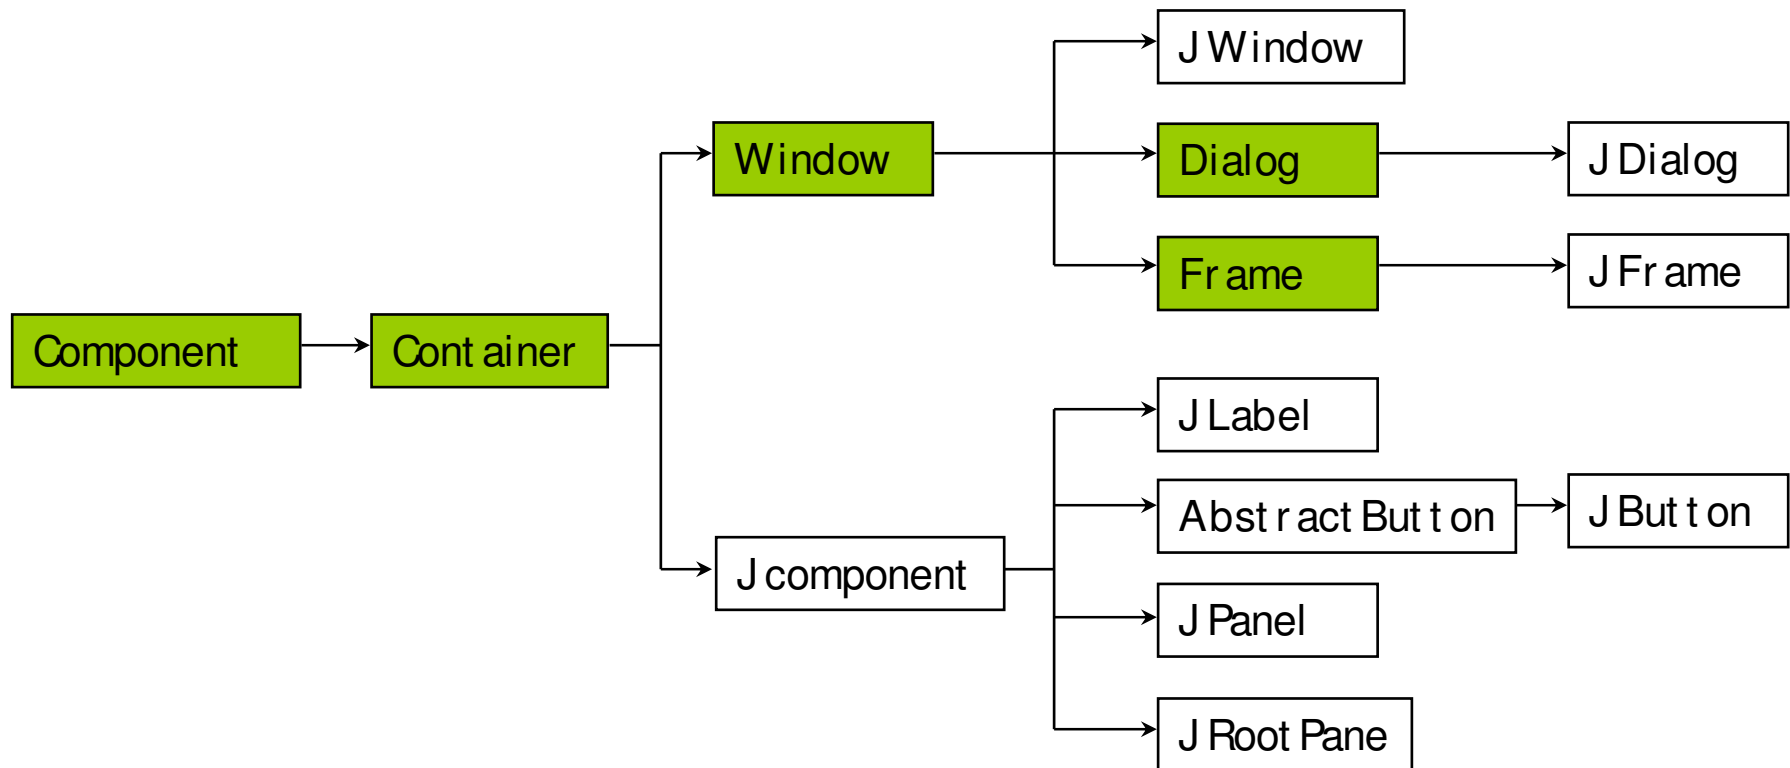 JWindow
Window
Dialog
JDialog
Frame
JFrame
Component
Container
JLabel
AbstractButton
JButton
Jcomponent
JPanel
JRootPane